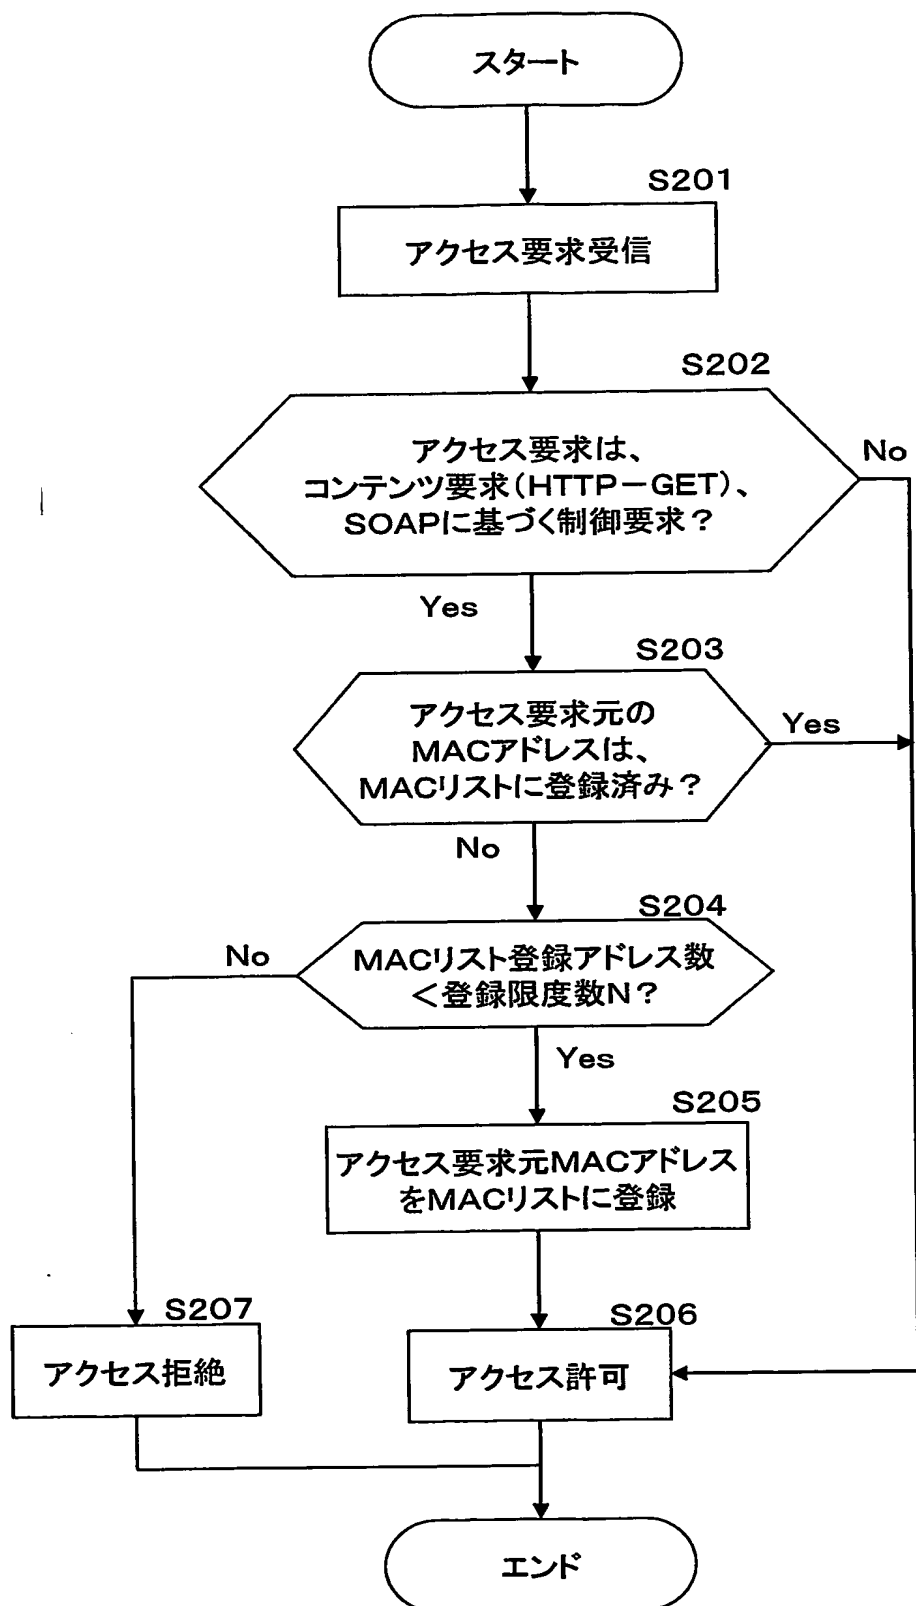 スタート
S201
アクセス要求受信
S202
アクセス要求は、
コンテンツ要求(HTTP－GET)、
SOAPに基づく制御要求？
No
Yes
S203
アクセス要求元の
MACアドレスは、
MACリストに登録済み？
Yes
No
S204
MACリスト登録アドレス数
＜登録限度数N？
No
Yes
S205
アクセス要求元MACアドレス
をMACリストに登録
S207
アクセス拒絶
S206
アクセス許可
エンド